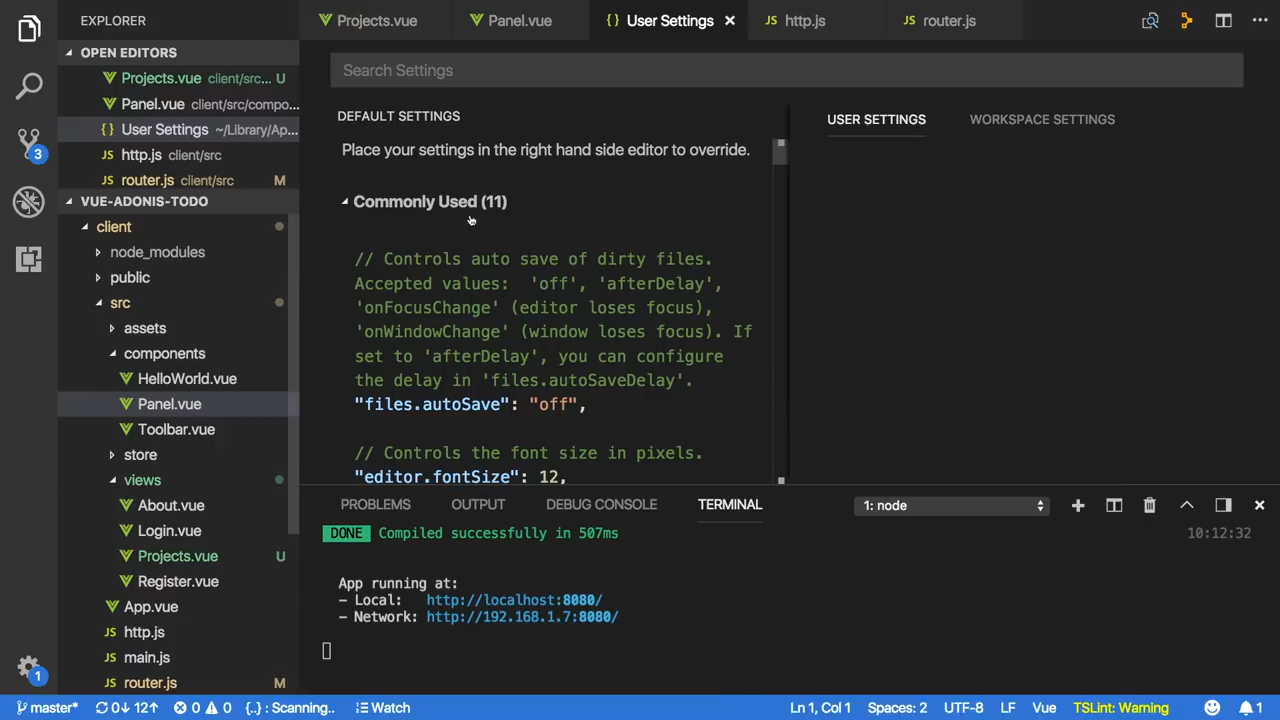 EXPLORER
Projects.vue
Panel.vue
{ } User Settings ×
JS http.js
JS router.js
OPEN EDITORS
Projects.vue client/src... U
Panel.vue client/src/compo...
{ } User Settings ~/Library/Ap...
JS http.js client/src
JS router.js client/src M
VUE-ADONIS-TODO
client
node_modules
public
src
assets
components
HelloWorld.vue
Panel.vue
Toolbar.vue
store
views
About.vue
Login.vue
Projects.vue U
Register.vue
App.vue
JS http.js
JS main.js
JS router.js M
3
1
Search Settings
DEFAULT SETTINGS
Place your settings in the right hand side editor to override.
Commonly Used (11)
// Controls auto save of dirty files.
Accepted values:  'off', 'afterDelay',
'onFocusChange' (editor loses focus),
'onWindowChange' (window loses focus). If
set to 'afterDelay', you can configure
the delay in 'files.autoSaveDelay'.
"files.autoSave": "off",
// Controls the font size in pixels.
"editor.fontSize": 12,
USER SETTINGS
WORKSPACE SETTINGS
PROBLEMS
OUTPUT
DEBUG CONSOLE
TERMINAL
1: node
DONE Compiled successfully in 507ms
10:12:32
App running at:
- Local: http://localhost:8080/
- Network: http://192.168.1.7:8080/
master* 0↓ 12↑ 0 0 {..} : Scanning.. Watch
Ln 1, Col 1 Spaces: 2 UTF-8 LF Vue TSLint: Warning 1